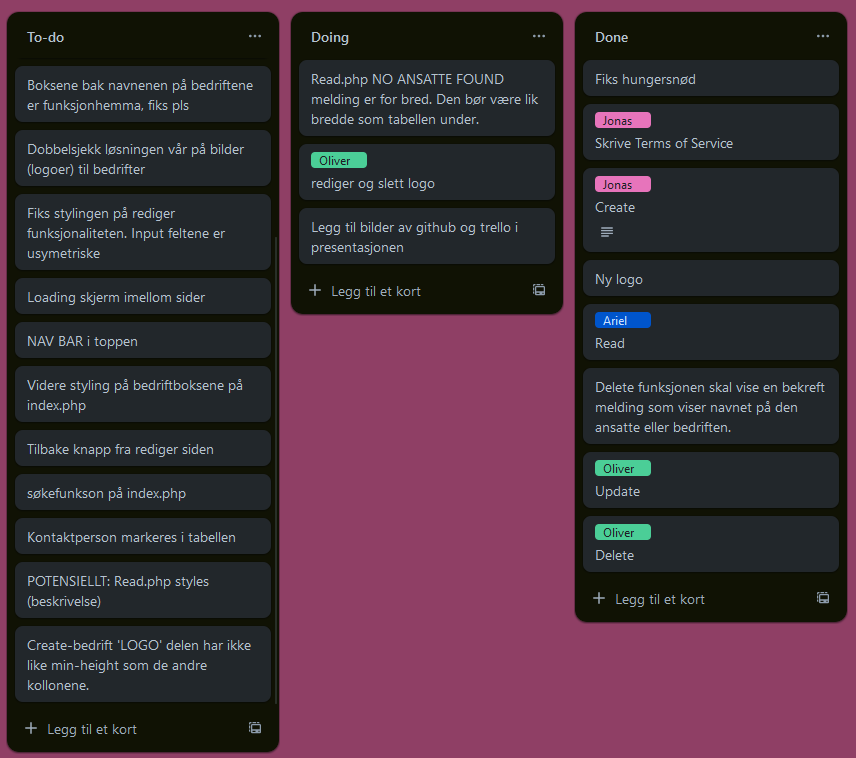 To-do
Boksene bak navnenen på bedriftene
er funksjonhemma, fiks pls
Dobbelsjekk løsningen vår på bilder
(logoer) til bedrifter
Fiks stylingen på rediger
funksjonaliteten. Input feltene er
usymetriske
Loading skjerm imellom sider
NAV BAR i toppen
Videre styling på bedriftboksene på
index.php
Tilbake knapp fra rediger siden
søkefunkson på index.php
Kontaktperson markeres i tabellen
POTENSIELLT: Read.php styles
(beskrivelse)
Create-bedrift 'LOGO' delen har ikke
like min-height som de andre
kollonene.
Legg til et kort
Doing
Read.php NO ANSATTE FOUND
melding er for bred. Den bør være lik
bredde som tabellen under.
Oliver
rediger og slett logo
Legg til bilder av github og trello i
presentasjonen
Legg til et kort
Done
Fiks hungersnød
Jonas
Skrive Terms of Service
Jonas
Create
Ny logo
Ariel
Read
Delete funksjonen skal vise en bekreft
melding som viser navnet på den
ansatte eller bedriften.
Oliver
Update
Oliver
Delete
Legg til et kort